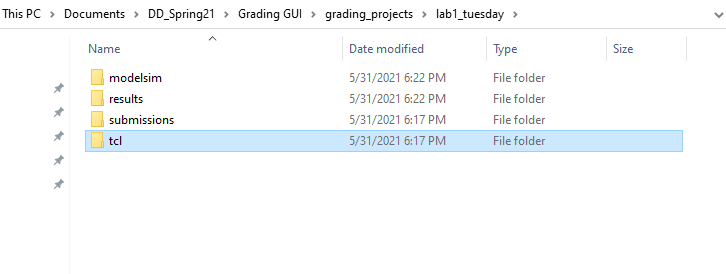 This PC > Documents > DD_Spring21 > Grading GUI > grading_projects > lab1_tuesday >
Name Date modified Type Size
modelsim 5/31/2021 6:22 PM File folder
results 5/31/2021 6:22 PM File folder
submissions 5/31/2021 6:17 PM File folder
tcl 5/31/2021 6:17 PM File folder